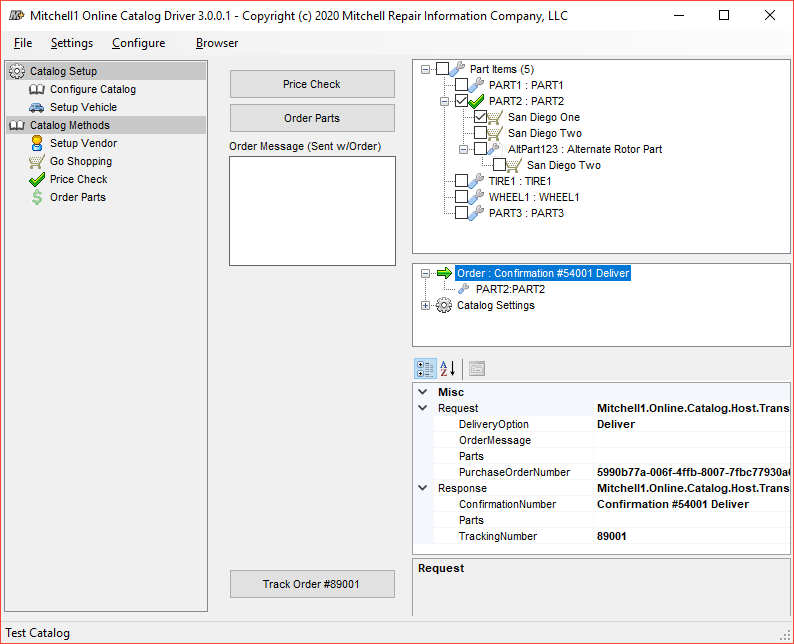 Mitchell1 Online Catalog Driver 3.0.0.1 - Copyright (c) 2020 Mitchell Repair Information Company, LLC
File Settings Configure Browser
Catalog Setup
Configure Catalog
Setup Vehicle
Catalog Methods
Setup Vendor
Go Shopping
Price Check
Order Parts
Price Check
Order Parts
Order Message (Sent w/Order)
Track Order #89001
Part Items (5)
PART1 : PART1
PART2 : PART2
San Diego One
San Diego Two
AltPart123 : Alternate Rotor Part
San Diego Two
TIRE1 : TIRE1
WHEEL1 : WHEEL1
PART3 : PART3
Order : Confirmation #54001 Deliver
PART2:PART2
Catalog Settings
Misc
Request Mitchell1.Online.Catalog.Host.Trans
DeliveryOption Deliver
OrderMessage
Parts
PurchaseOrderNumber 5990b77a-006f-4ffb-8007-7fbc77930a
Response Mitchell1.Online.Catalog.Host.Trans
ConfirmationNumber Confirmation #54001 Deliver
Parts
TrackingNumber 89001
Request
Test Catalog